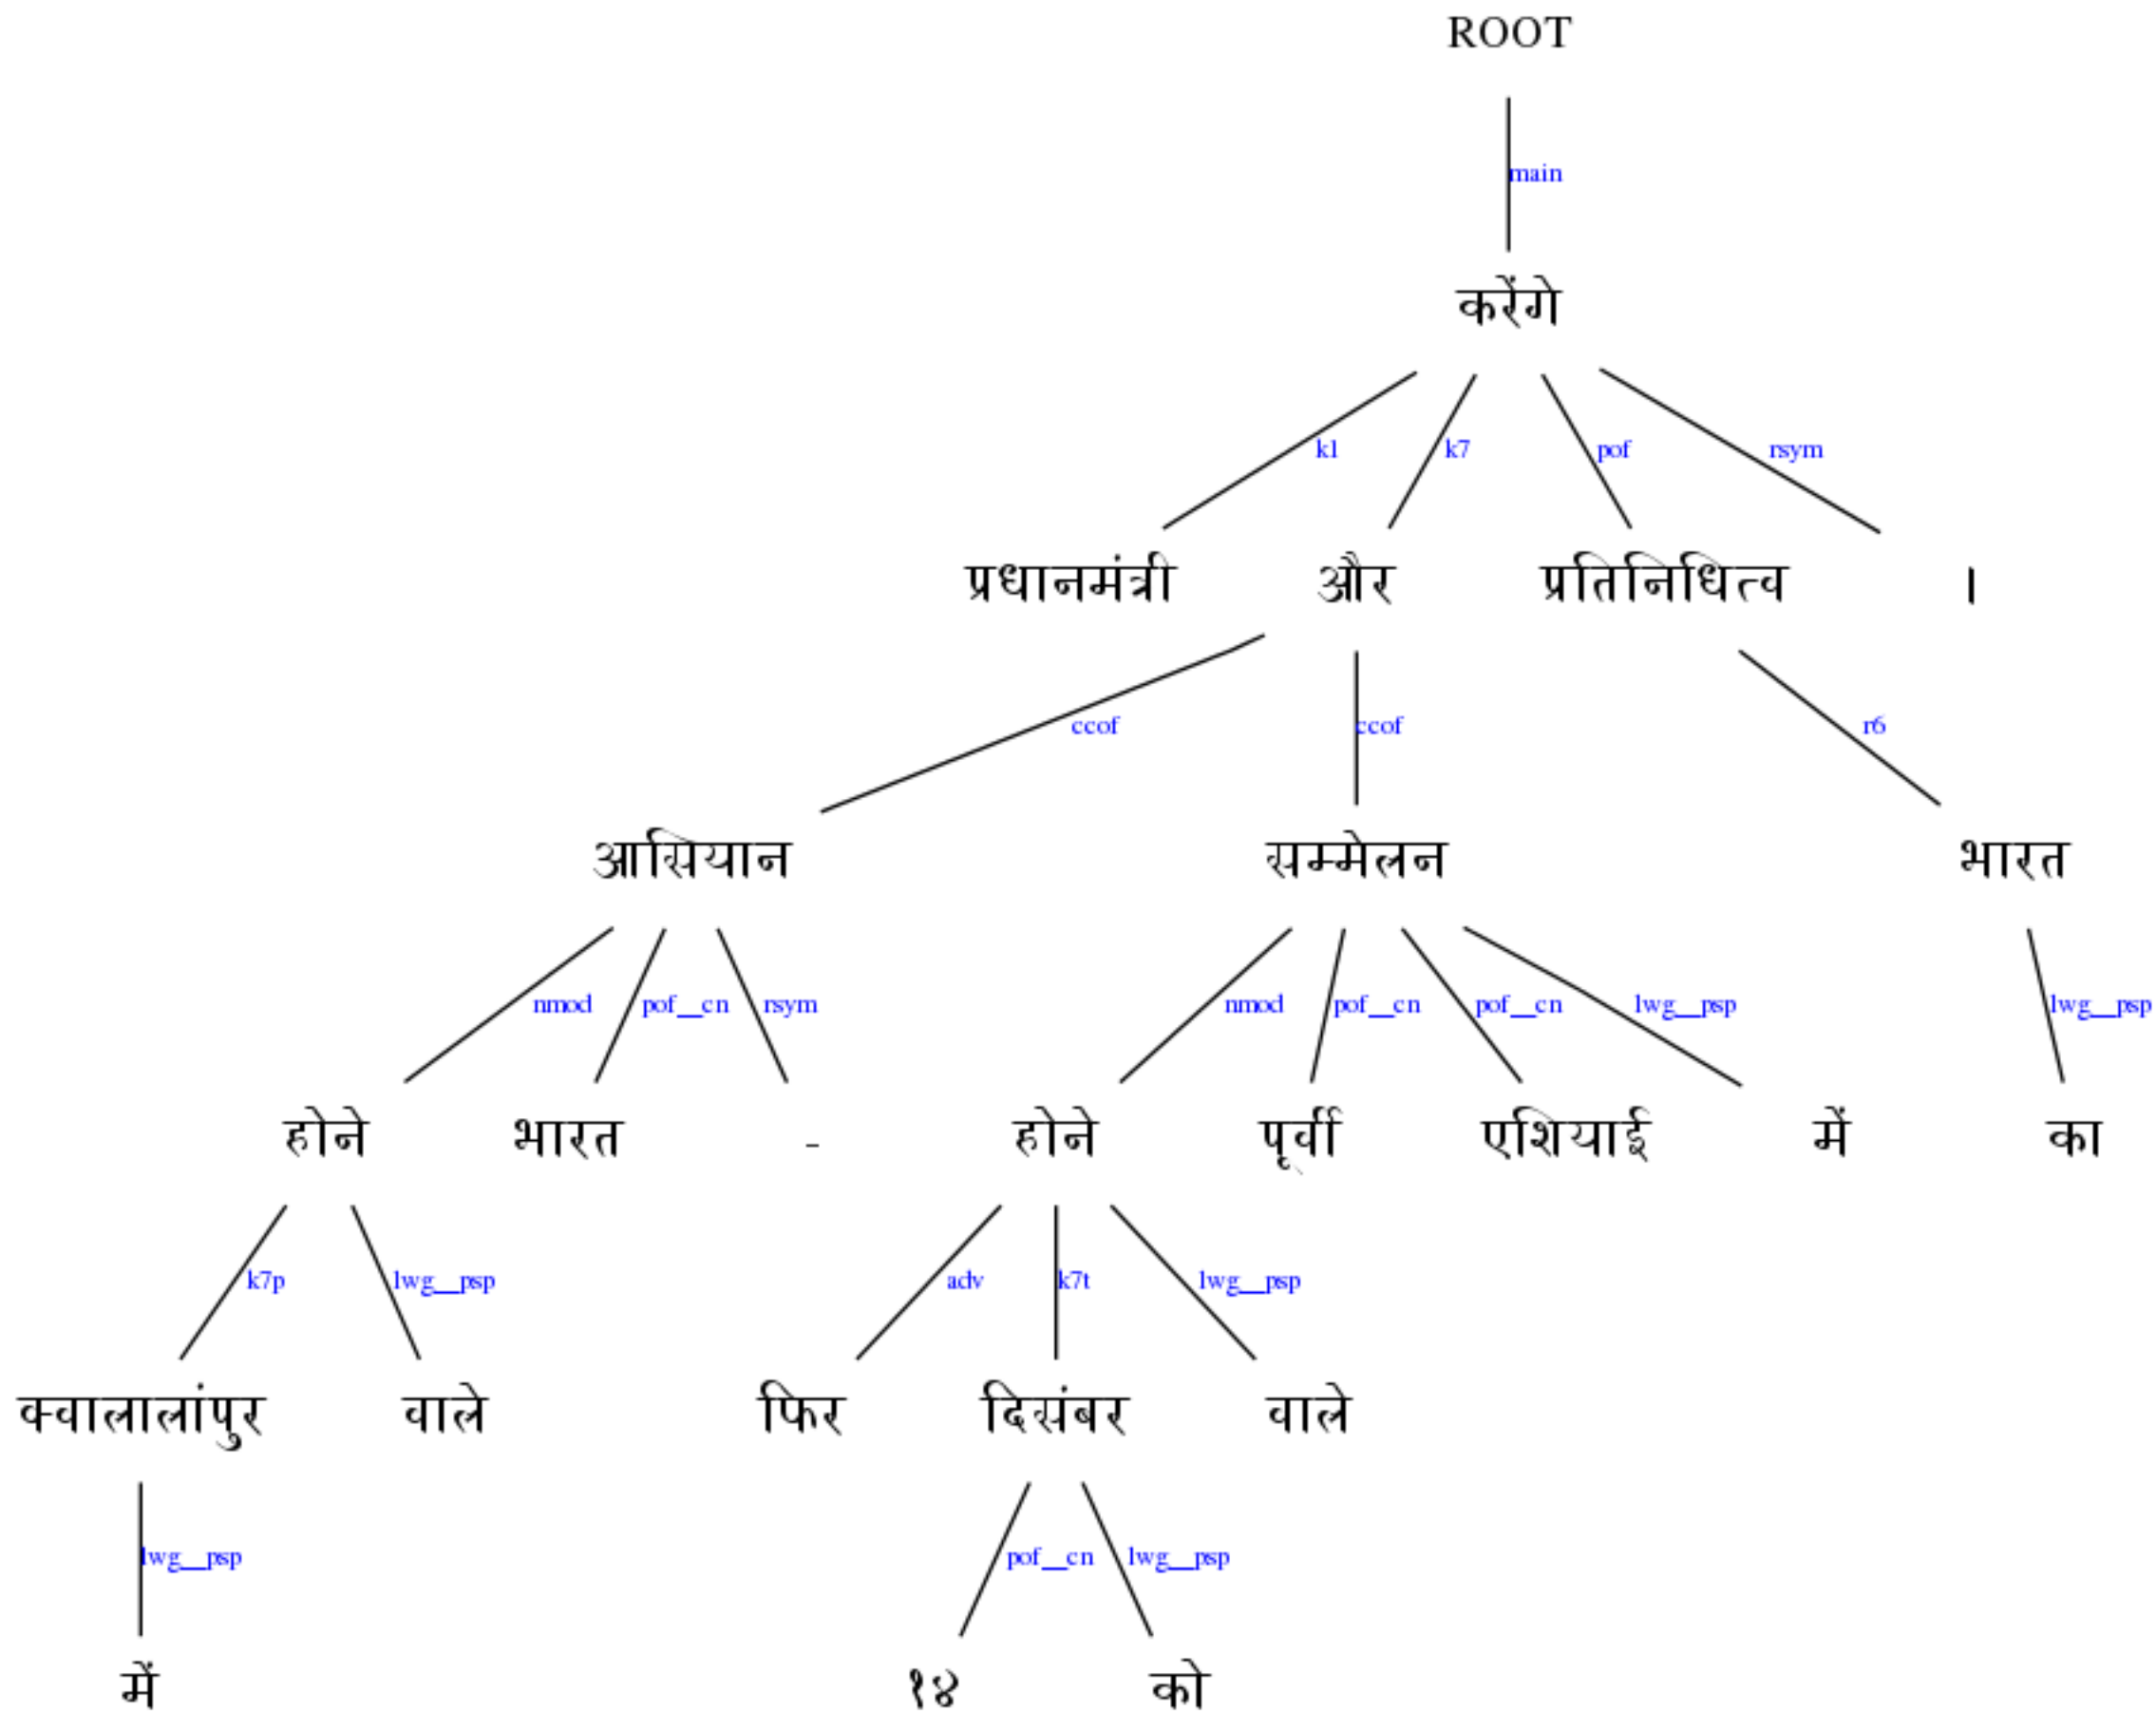 ROOT
main
करेंगे
k1 k7 pof rsym
प्रधानमंत्री और प्रतिनिधित्व ।
ccof ccof r6
आसियान सम्मेलन भारत
nmod pof__cn rsym nmod pof__cn pof__cn lwg__psp lwg__psp
होने भारत - होने पूर्वी एशियाई में का
k7p lwg__psp adv k7t lwg__psp
क्वालालांपुर वाले फिर दिसंबर वाले
lwg__psp pof__cn lwg__psp
में १४ को